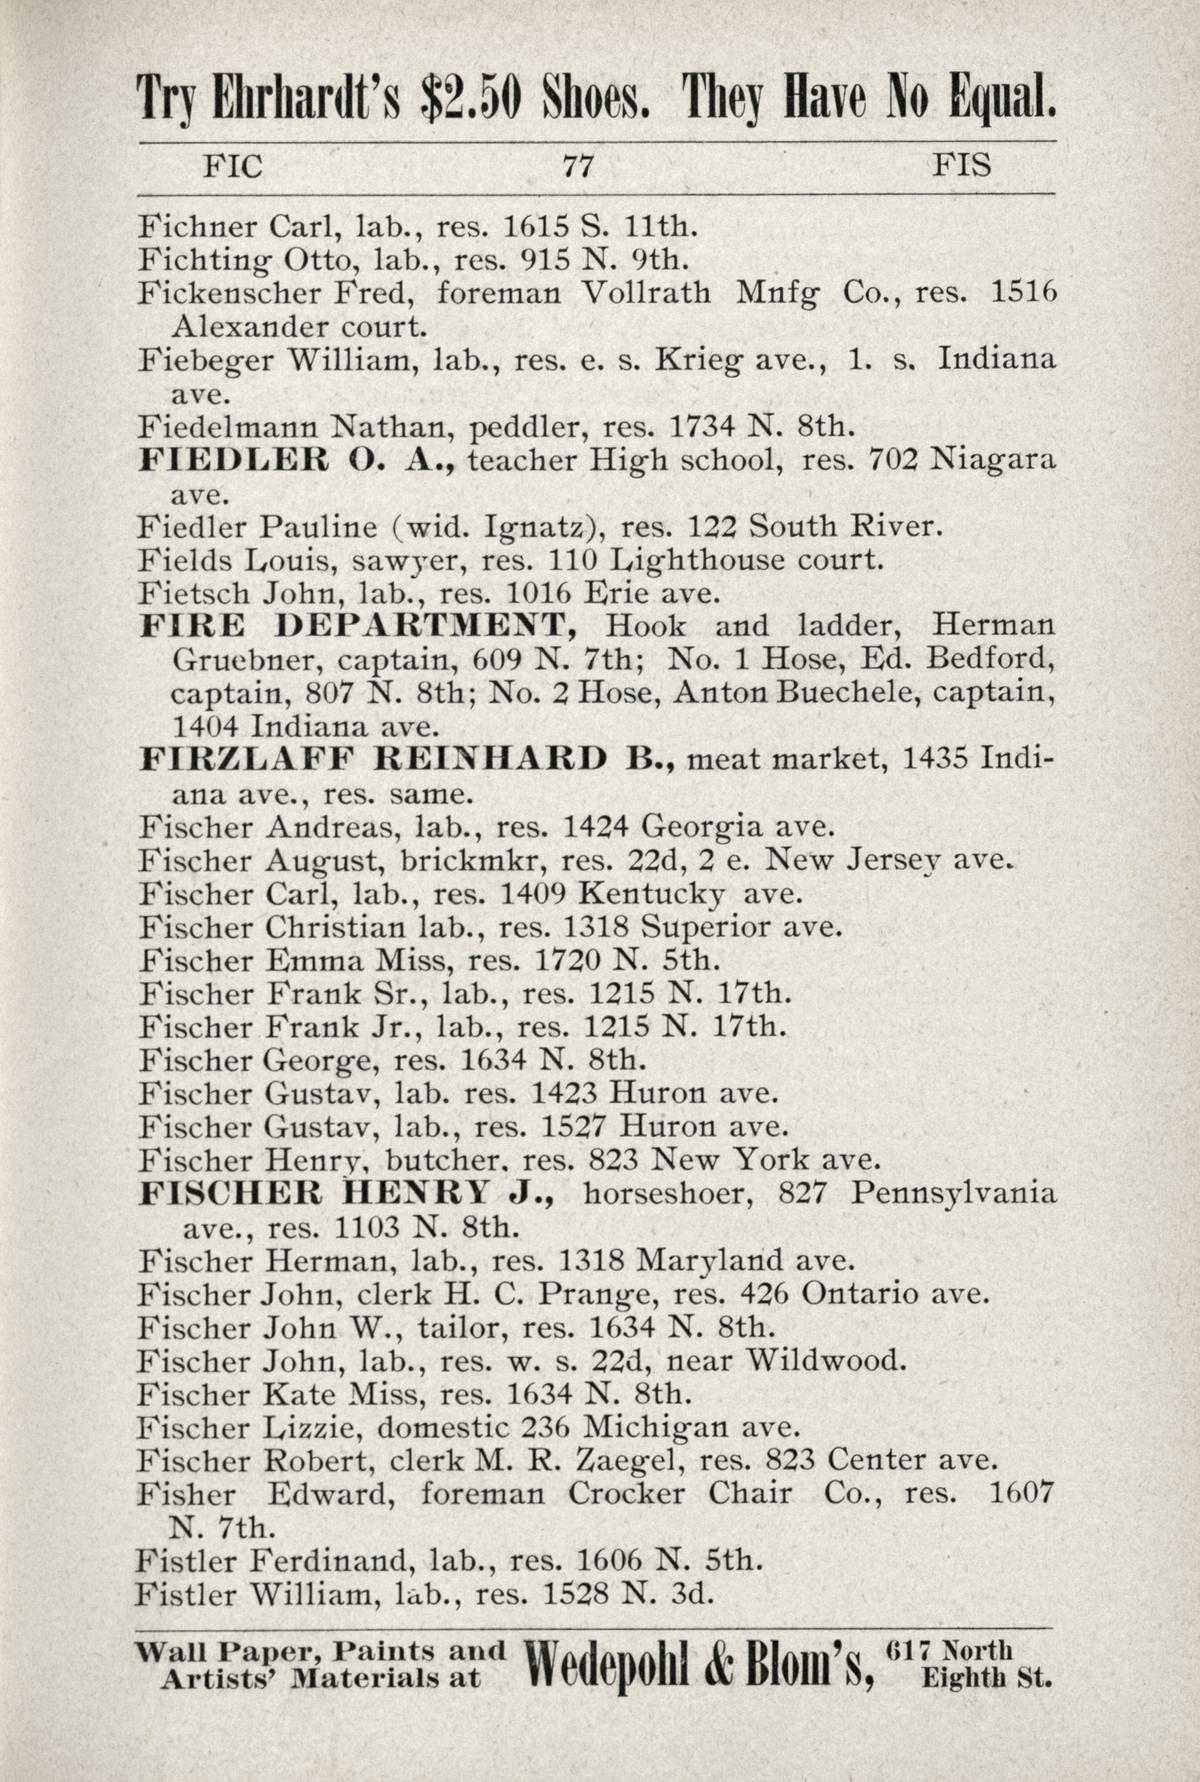 Try Ehrhardt's $2.50 Shoes. They Have No Equal.
FIC 77 FIS
Fichner Carl, lab., res. 1615 S. 11th.
Fichting Otto, lab., res. 915 N. 9th.
Fickenscher Fred, foreman Vollrath Mnfg Co., res. 1516
Alexander court.
Fiebeger William, lab., res. e. s. Krieg ave., 1. s. Indiana
ave.
Fiedelmann Nathan, peddler, res. 1734 N. 8th.
FIEDLER O. A., teacher High school, res. 702 Niagara
ave.
Fiedler Pauline (wid. Ignatz), res. 122 South River.
Fields Louis, sawyer, res. 110 Lighthouse court.
Fietsch John, lab., res. 1016 Erie ave.
FIRE DEPARTMENT, Hook and ladder, Herman
Gruebner, captain, 609 N. 7th; No. 1 Hose, Ed. Bedford,
captain, 807 N. 8th; No. 2 Hose, Anton Buechele, captain,
1404 Indiana ave.
FIRZLAFF REINHARD B., meat market, 1435 Indi-
ana ave., res. same.
Fischer Andreas, lab., res. 1424 Georgia ave.
Fischer August, brickmkr, res. 22d, 2 e. New Jersey ave.
Fischer Carl, lab., res. 1409 Kentucky ave.
Fischer Christian lab., res. 1318 Superior ave.
Fischer Emma Miss, res. 1720 N. 5th.
Fischer Frank Sr., lab., res. 1215 N. 17th.
Fischer Frank Jr., lab., res. 1215 N. 17th.
Fischer George, res. 1634 N. 8th.
Fischer Gustav, lab. res. 1423 Huron ave.
Fischer Gustav, lab., res. 1527 Huron ave.
Fischer Henry, butcher. res. 823 New York ave.
FISCHER HENRY J., horseshoer, 827 Pennsylvania
ave., res. 1103 N. 8th.
Fischer Herman, lab., res. 1318 Maryland ave.
Fischer John, clerk H. C. Prange, res. 426 Ontario ave.
Fischer John W., tailor, res. 1634 N. 8th.
Fischer John, lab., res. w. s. 22d, near Wildwood.
Fischer Kate Miss, res. 1634 N. 8th.
Fischer Lizzie, domestic 236 Michigan ave.
Fischer Robert, clerk M. R. Zaegel, res. 823 Center ave.
Fisher Edward, foreman Crocker Chair Co., res. 1607
N. 7th.
Fistler Ferdinand, lab., res. 1606 N. 5th.
Fistler William, lab., res. 1528 N. 3d.
Wall Paper, Paints and
Artists' Materials at
Wedepohl & Blom's,
617 North
Eighth St.